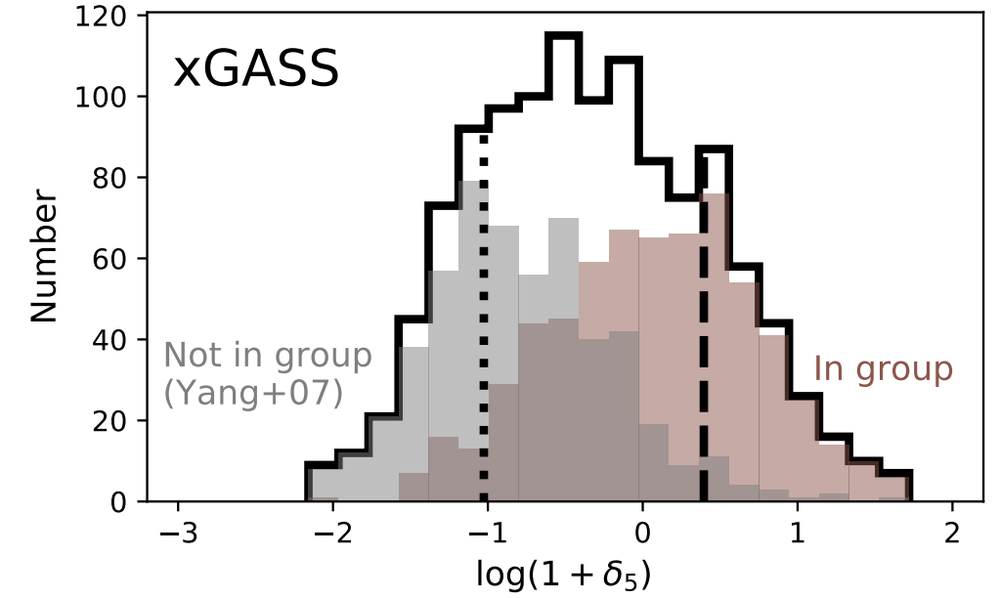 xGASS
Number
120
100
80
60
40
20
0
Not in group
(Yang+07)
In group
−3
−2
−1
0
1
2
log(1 + δ₅)